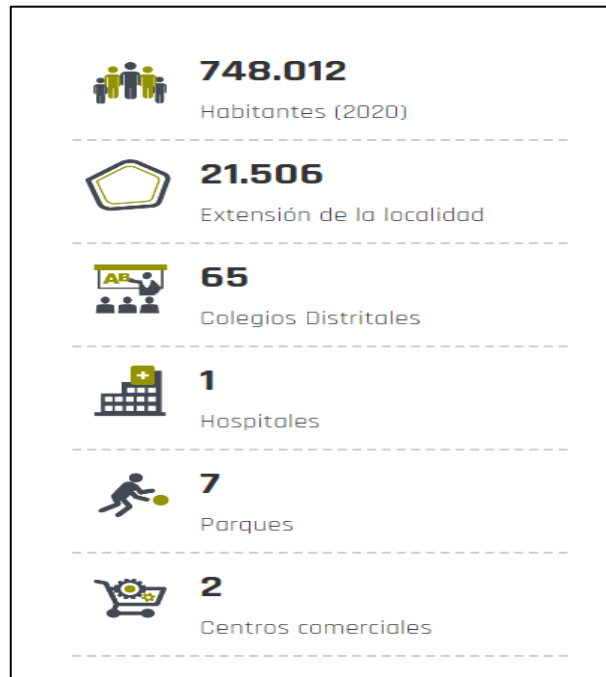 748.012
Habitantes (2020)
21.506
Extensión de la localidad
AB
65
Colegios Distritales
1
Hospitales
7
Parques
2
Centros comerciales